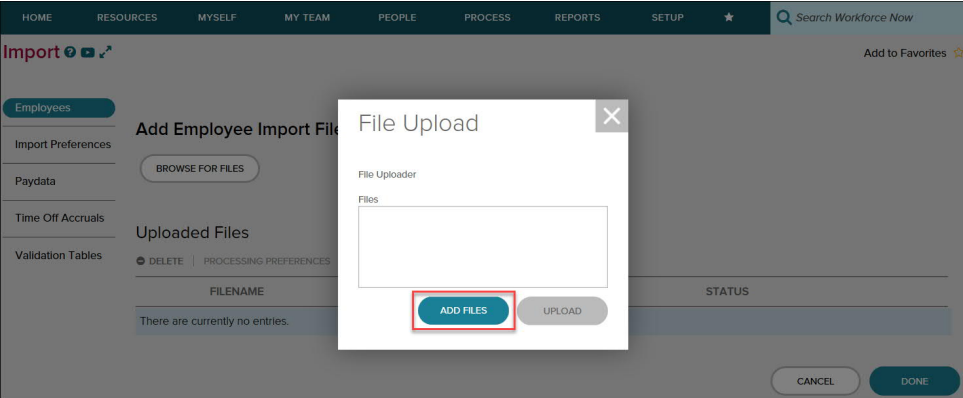 HOME RESOURCES MYSELF MY TEAM PEOPLE PROCESS REPORTS SETUP Search Workforce Now
Import
Add to Favorites
Employees
Import Preferences
Paydata
Time Off Accruals
Validation Tables
Add Employee Import File
BROWSE FOR FILES
Uploaded Files
DELETE | PROCESSING PREFERENCES
FILENAME STATUS
There are currently no entries.
File Upload
File Uploader
Files
ADD FILES UPLOAD
CANCEL DONE